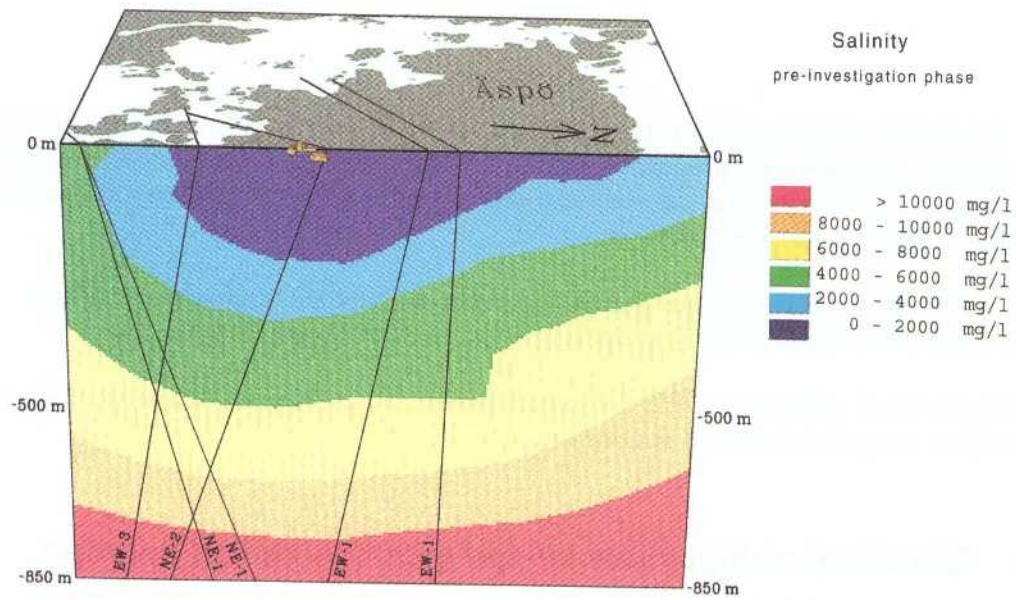 Salinity
pre-investigation phase
Äspö
N
0 m
0 m
> 10000 mg/l
8000 - 10000 mg/l
6000 - 8000 mg/l
4000 - 6000 mg/l
2000 - 4000 mg/l
0 - 2000 mg/l
-500 m
-500 m
EW-3
NE-2
NE-1
NE-1
EW-1
EW-1
-850 m
-850 m